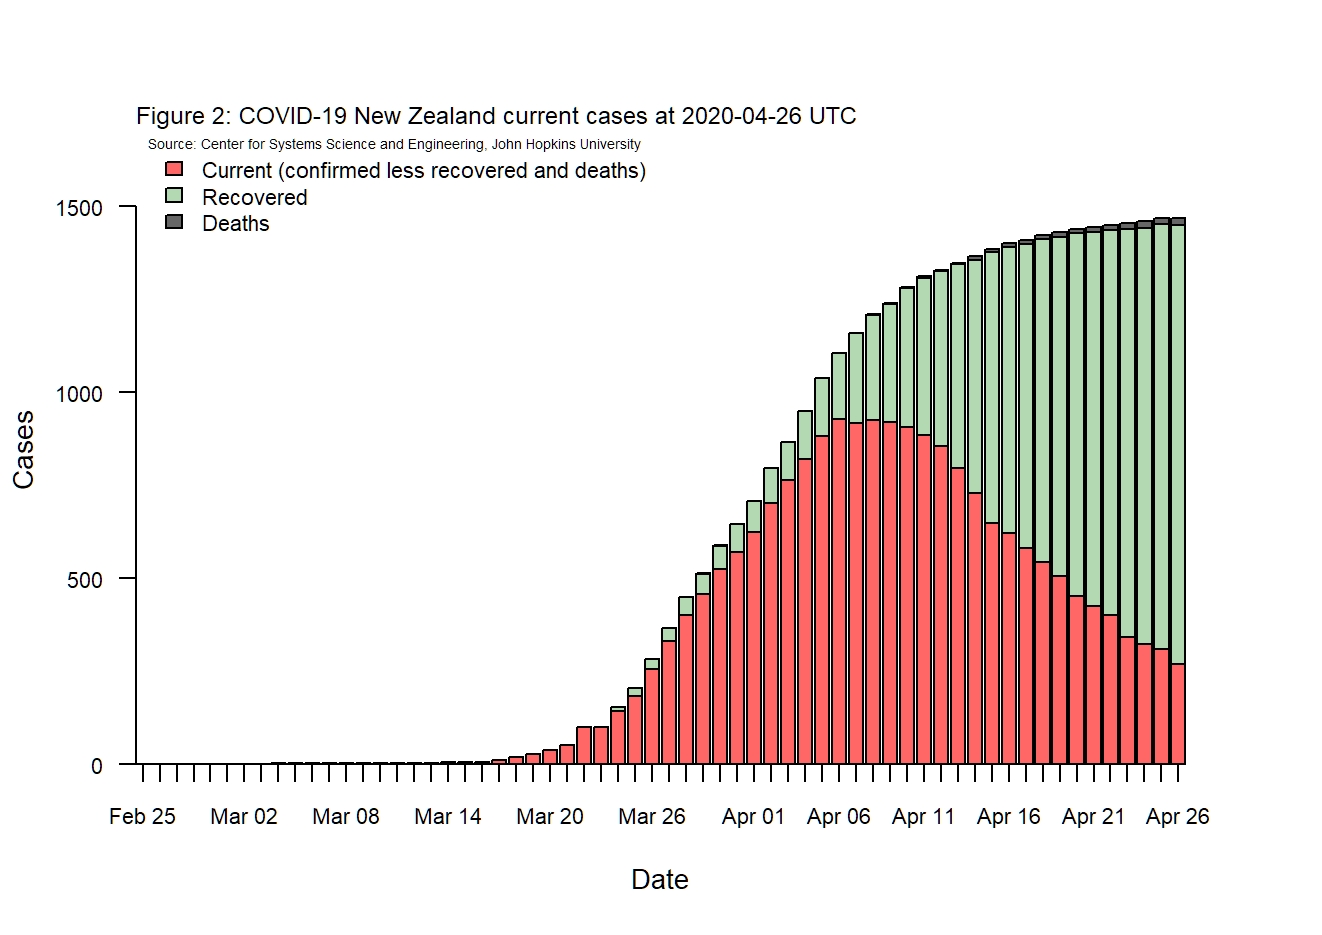 Figure 2: COVID-19 New Zealand current cases at 2020-04-26 UTC
Source: Center for Systems Science and Engineering, John Hopkins University
Current (confirmed less recovered and deaths)
Recovered
Deaths
1500
1000
500
0
Cases
Feb 25 Mar 02 Mar 08 Mar 14 Mar 20 Mar 26 Apr 01 Apr 06 Apr 11 Apr 16 Apr 21 Apr 26
Date